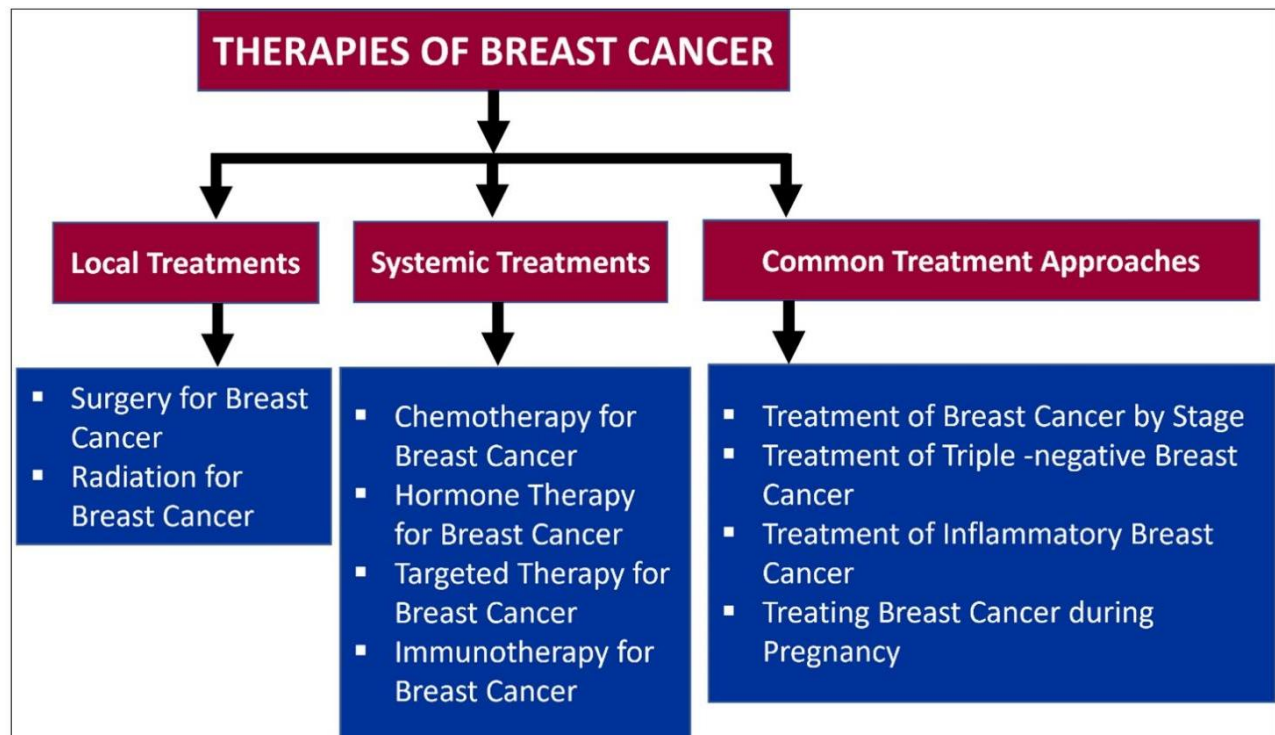 THERAPIES OF BREAST CANCER
Local Treatments
Systemic Treatments
Common Treatment Approaches
▪ Surgery for Breast
Cancer
▪ Radiation for
Breast Cancer
▪ Chemotherapy for
Breast Cancer
▪ Hormone Therapy
for Breast Cancer
▪ Targeted Therapy for
Breast Cancer
▪ Immunotherapy for
Breast Cancer
▪ Treatment of Breast Cancer by Stage
▪ Treatment of Triple -negative Breast
Cancer
▪ Treatment of Inflammatory Breast
Cancer
▪ Treating Breast Cancer during
Pregnancy